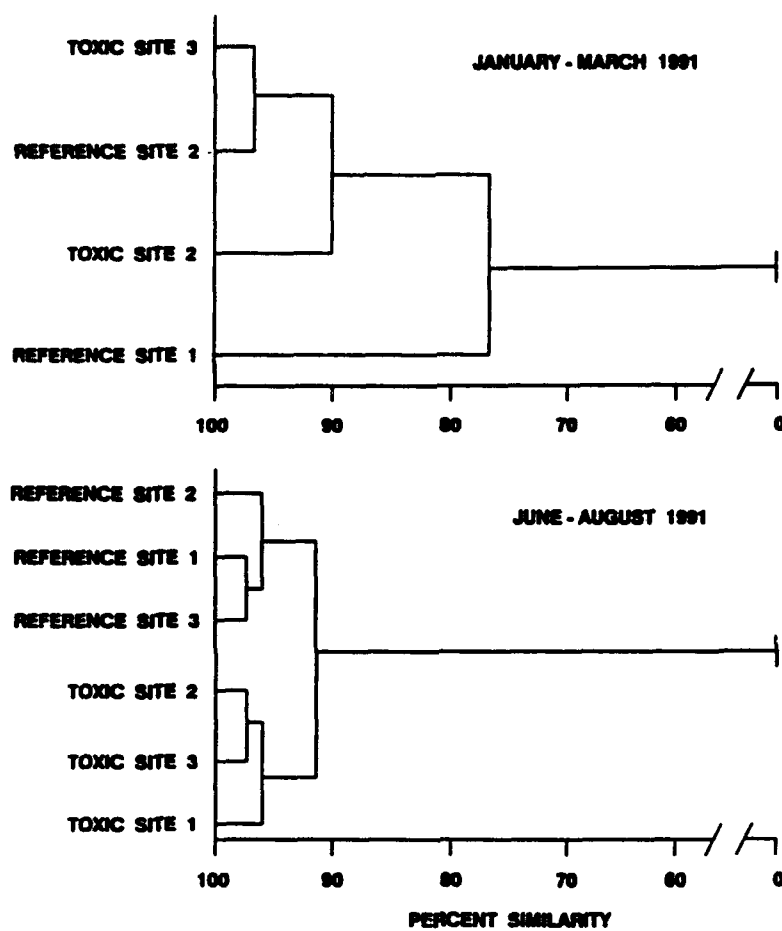 TOXIC SITE 3
JANUARY - MARCH 1991
REFERENCE SITE 2
TOXIC SITE 2
REFERENCE SITE 1
100 90 80 70 60 0
REFERENCE SITE 2
JUNE - AUGUST 1991
REFERENCE SITE 1
REFERENCE SITE 3
TOXIC SITE 2
TOXIC SITE 3
TOXIC SITE 1
100 90 80 70 60 0
PERCENT SIMILARITY